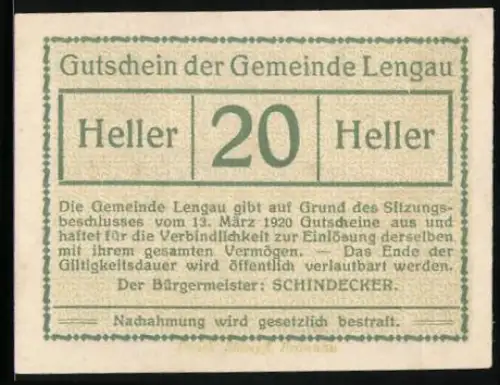 Gutschein der Gemeinde Lengau
Heller 20 Heller
Die Gemeinde Lengau gibt auf Grund des Sitzungs-
beschlusses vom 13. März 1920 Gutscheine aus und
haftet für die Verbindlichkeit zur Einlösung derselben
mit ihrem gesamten Vermögen. — Das Ende der
Giltigkeitsdauer wird öffentlich verlautbart werden.
Der Bürgermeister: SCHINDECKER.
Nachahmung wird gesetzlich bestraft.